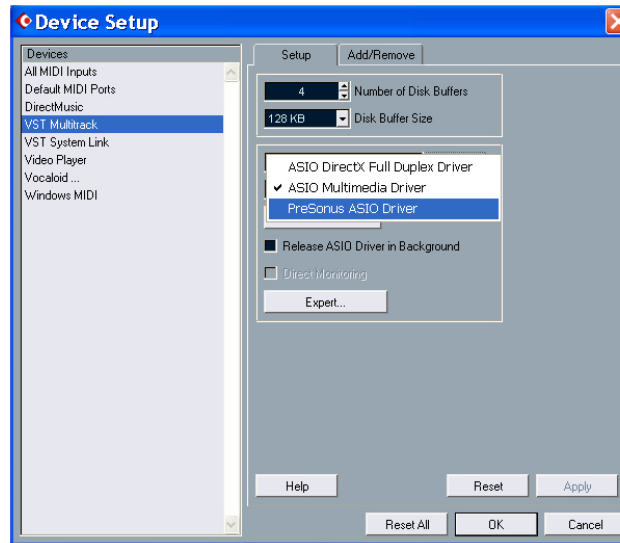 Device Setup
Devices
All MIDI Inputs
Default MIDI Ports
DirectMusic
VST Multitrack
VST System Link
Video Player
Vocaloid ...
Windows MIDI
Setup
Add/Remove
4
Number of Disk Buffers
128 KB
Disk Buffer Size
ASIO DirectX Full Duplex Driver
✔ ASIO Multimedia Driver
PreSonus ASIO Driver
Release ASIO Driver in Background
Direct Monitoring
Expert...
Help
Reset
Apply
Reset All
OK
Cancel